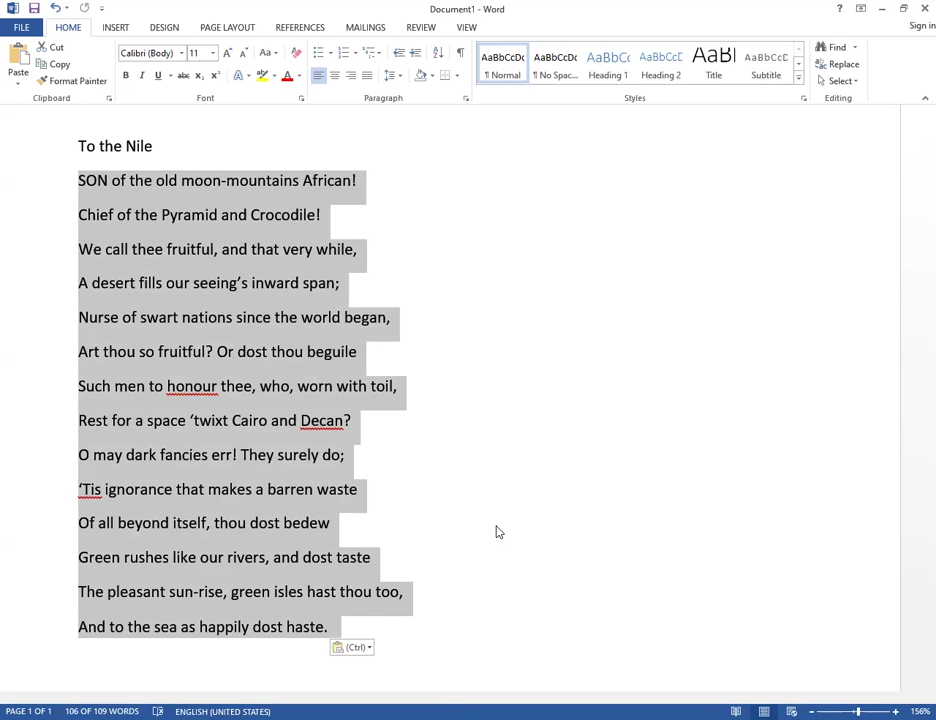 Document1 - Word
Sign in
FILE HOME INSERT DESIGN PAGE LAYOUT REFERENCES MAILINGS REVIEW VIEW
Paste
Cut
Copy
Format Painter
Clipboard
Calibri (Body) 11
Font
Paragraph
AaBbCcDc
¶ Normal
AaBbCcDc
¶ No Spac...
AaBbCc
Heading 1
AaBbCcD
Heading 2
AaBl
Title
AaBbCcD
Subtitle
Styles
Find
Replace
Select
Editing
To the Nile
SON of the old moon-mountains African!
Chief of the Pyramid and Crocodile!
We call thee fruitful, and that very while,
A desert fills our seeing’s inward span;
Nurse of swart nations since the world began,
Art thou so fruitful? Or dost thou beguile
Such men to honour thee, who, worn with toil,
Rest for a space ‘twixt Cairo and Decan?
O may dark fancies err! They surely do;
‘Tis ignorance that makes a barren waste
Of all beyond itself, thou dost bedew
Green rushes like our rivers, and dost taste
The pleasant sun-rise, green isles hast thou too,
And to the sea as happily dost haste.
(Ctrl)
PAGE 1 OF 1 106 OF 109 WORDS ENGLISH (UNITED STATES) 156%